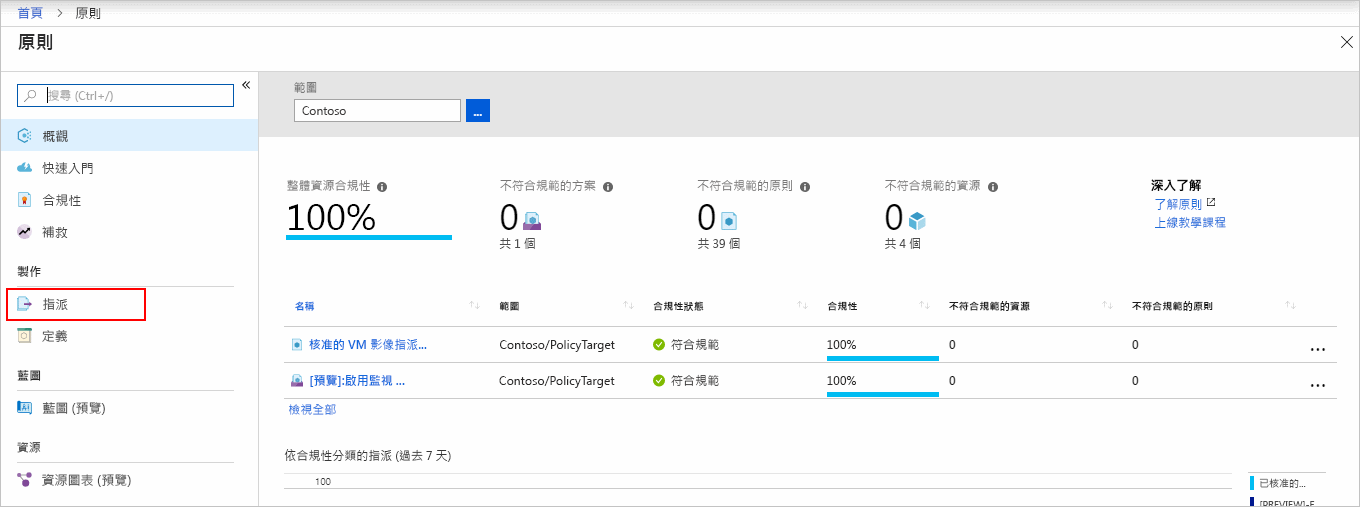 首頁 > 原則
原則
搜尋 (Ctrl+/)
概觀
快速入門
合規性
補救
製作
指派
定義
藍圖
藍圖 (預覽)
資源
資源圖表 (預覽)
範圍
Contoso
...
整體資源合規性
100%
不符合規範的方案
0
共 1 個
不符合規範的原則
0
共 39 個
不符合規範的資源
0
共 4 個
深入了解
了解原則
上線教學課程
名稱 範圍 合規性狀態 合規性 不符合規範的資源 不符合規範的原則
核准的 VM 影像指派... Contoso/PolicyTarget 符合規範 100% 0 0 ...
[預覽]:啟用監視 ... Contoso/PolicyTarget 符合規範 100% 0 0 ...
檢視全部
依合規性分類的指派 (過去 7 天)
100
已核准的...